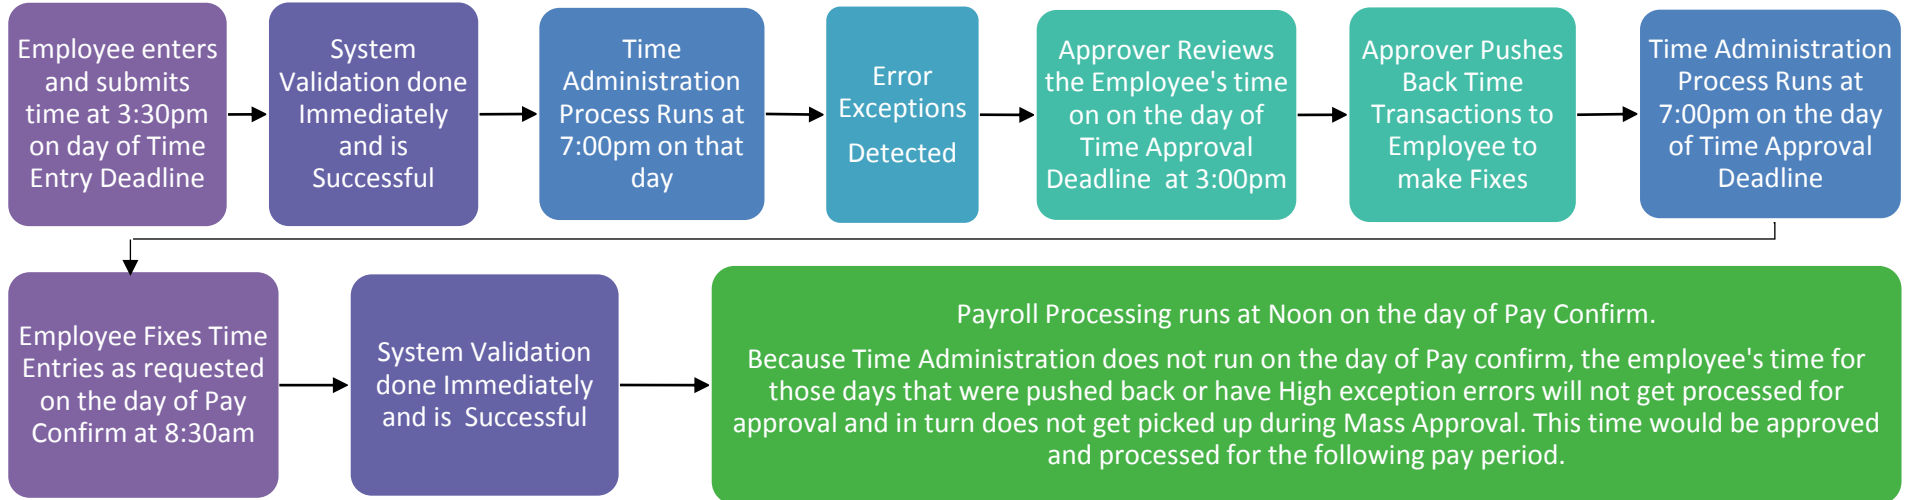 Employee enters
and submits
time at 3:30pm
on day of Time
Entry Deadline
System
Validation done
Immediately
and is
Successful
Time
Administration
Process Runs at
7:00pm on that
day
Error
Exceptions
Detected
Approver Reviews
the Employee's time
on on the day of
Time Approval
Deadline at 3:00pm
Approver Pushes
Back Time
Transactions to
Employee to
make Fixes
Time Administration
Process Runs at
7:00pm on the day
of Time Approval
Deadline
Employee Fixes Time
Entries as requested
on the day of Pay
Confirm at 8:30am
System Validation
done Immediately
and is Successful
Payroll Processing runs at Noon on the day of Pay Confirm.
Because Time Administration does not run on the day of Pay confirm, the employee's time for
those days that were pushed back or have High exception errors will not get processed for
approval and in turn does not get picked up during Mass Approval. This time would be approved
and processed for the following pay period.